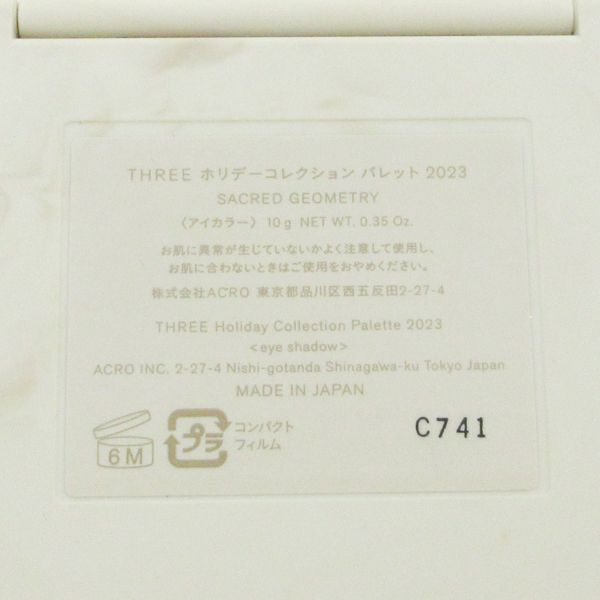 THREE ホリデーコレクション パレット 2023
SACRED GEOMETRY
〈アイカラー〉 10g NET WT. 0.35 Oz.
お肌に異常が生じていないかよく注意して使用し、
お肌に合わないときはご使用をおやめください。
株式会社ACRO 東京都品川区西五反田2-27-4
THREE Holiday Collection Palette 2023
<eye shadow>
ACRO INC. 2-27-4 Nishi-gotanda Shinagawa-ku Tokyo Japan
MADE IN JAPAN
6M
プラ
コンパクト
フィルム
C741